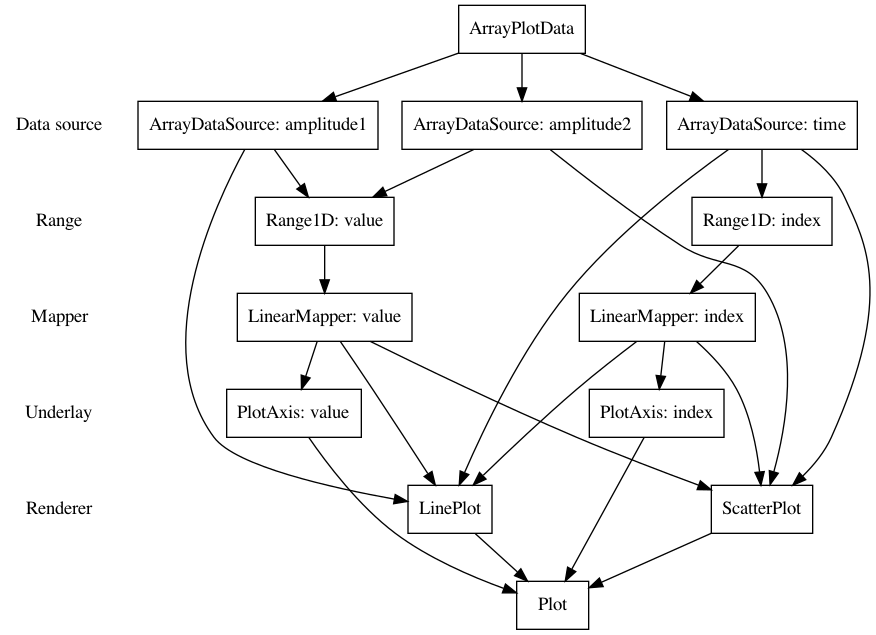 ArrayPlotData
Data source
ArrayDataSource: amplitude1
ArrayDataSource: amplitude2
ArrayDataSource: time
Range
Range1D: value
Range1D: index
Mapper
LinearMapper: value
LinearMapper: index
Underlay
PlotAxis: value
PlotAxis: index
Renderer
LinePlot
ScatterPlot
Plot